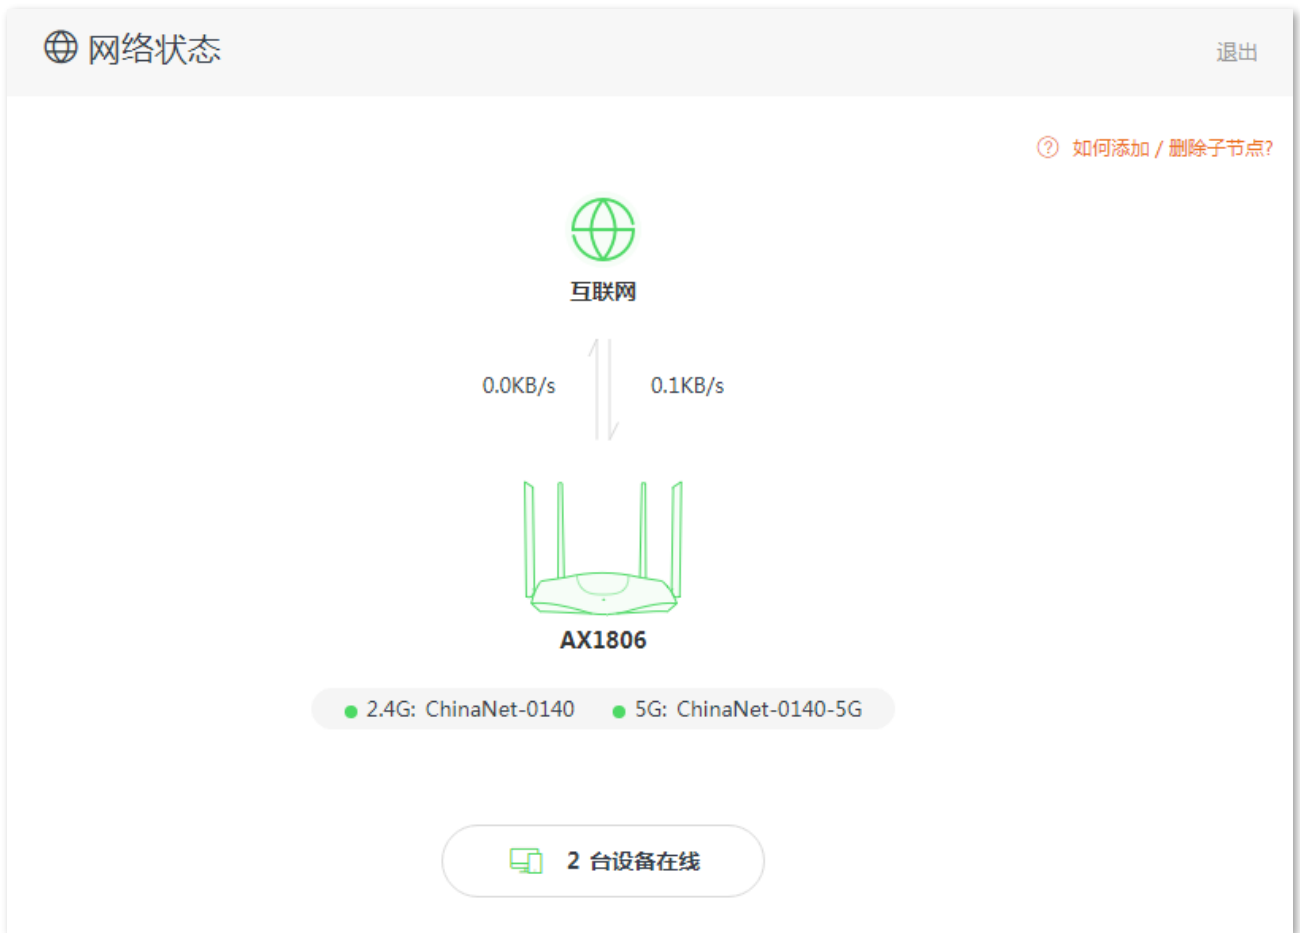 网络状态
退出
如何添加 / 删除子节点?
互联网
0.0KB/s 0.1KB/s
AX1806
2.4G: ChinaNet-0140 5G: ChinaNet-0140-5G
2 台设备在线